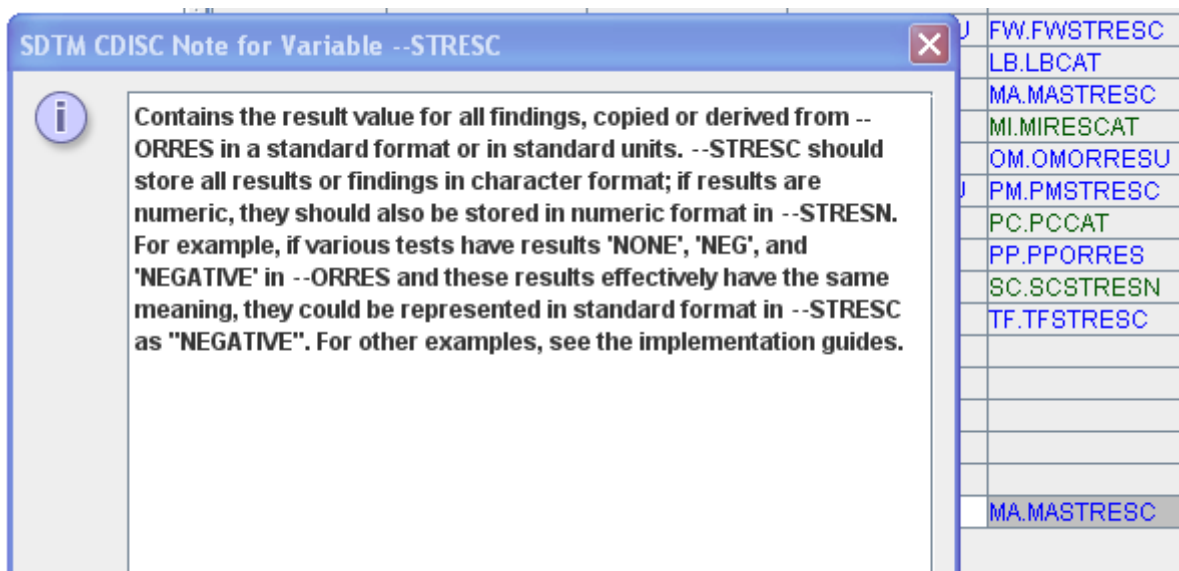 SDTM CDISC Note for Variable --STRESC
Contains the result value for all findings, copied or derived from --
ORRES in a standard format or in standard units. --STRESC should
store all results or findings in character format; if results are
numeric, they should also be stored in numeric format in --STRESN.
For example, if various tests have results 'NONE', 'NEG', and
'NEGATIVE' in --ORRES and these results effectively have the same
meaning, they could be represented in standard format in --STRESC
as "NEGATIVE". For other examples, see the implementation guides.
U FW.FWSTRESC
LB.LBCAT
MA.MASTRESC
MI.MIRESCAT
OM.OMORRESU
U PM.PMSTRESC
PC.PCCAT
PP.PPORRES
SC.SCSTRESN
TF.TFSTRESC
MA.MASTRESC